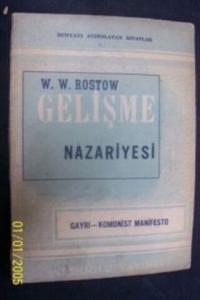 DÜNYAYI AYDINLATAN KİTAPLAR
W. W. ROSTOW
GELİŞME
NAZARİYESİ
GAYRI — KOMÜNİST MANİFESTO
01/01/2005